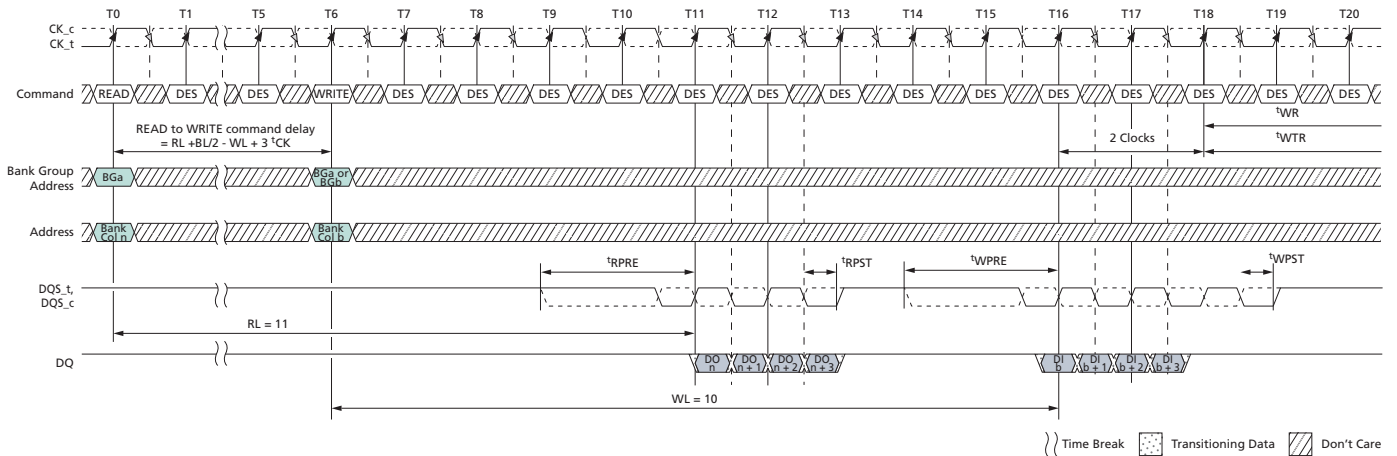 T0 T1 T5 T6 T7 T8 T9 T10 T11 T12 T13 T14 T15 T16 T17 T18 T19 T20
CK_c
CK_t
Command READ DES DES WRITE DES DES DES DES DES DES DES DES DES DES DES DES DES DES
READ to WRITE command delay
= RL +BL/2 - WL + 3 tCK
2 Clocks
tWR
tWTR
Bank Group
Address
BGa
BGa or
BGb
Address
Bank
Col n
Bank
Col b
tRPRE tRPST tWPRE tWPST
DQS_t,
DQS_c
RL = 11
DQ
DO
n
DO
n + 1
DO
n + 2
DO
n + 3
DI
b
DI
b + 1
DI
b + 2
DI
b + 3
WL = 10
Time Break Transitioning Data Don't Care